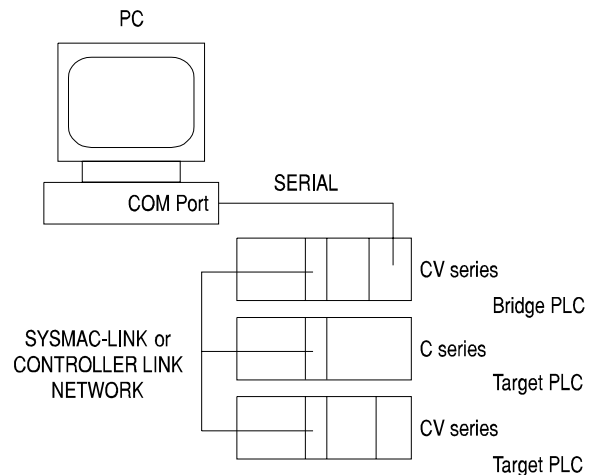 PC
COM Port
SERIAL
CV series
Bridge PLC
SYSMAC-LINK or
CONTROLLER LINK
NETWORK
C series
Target PLC
CV series
Target PLC